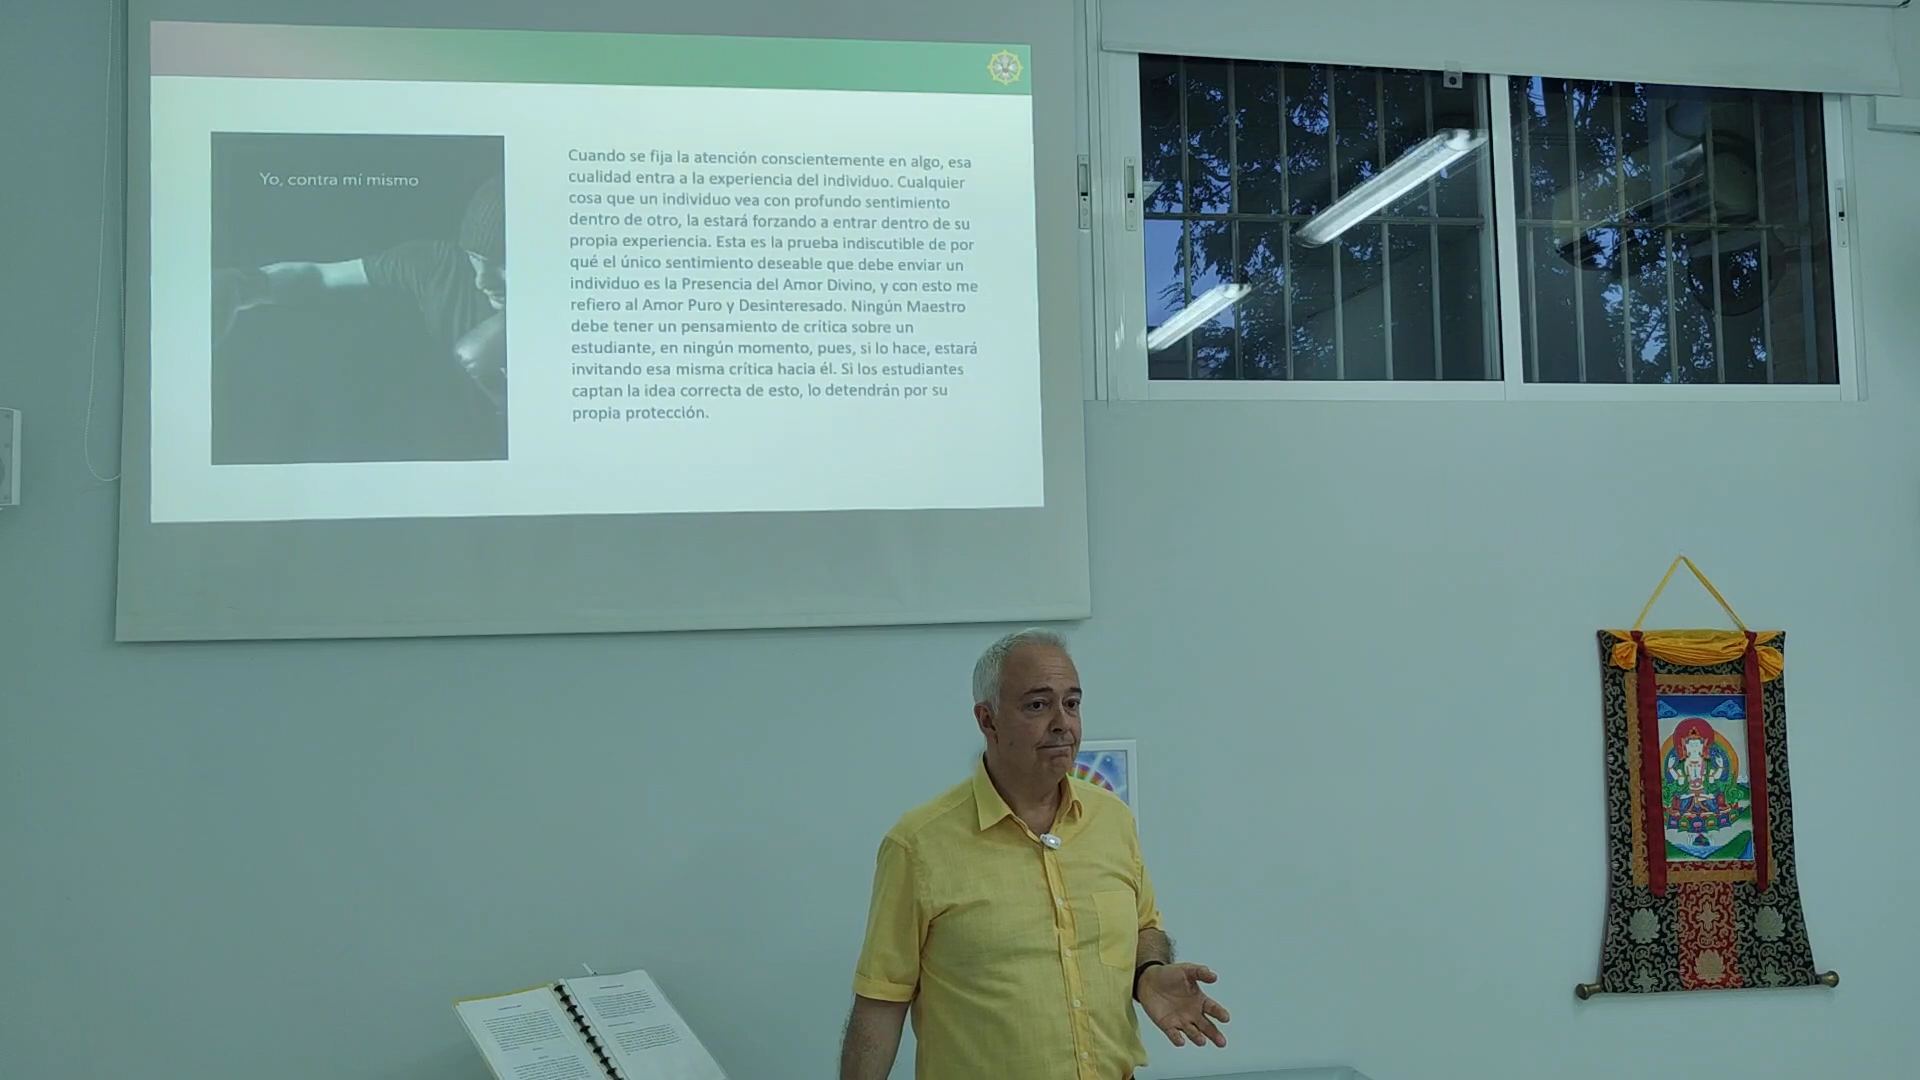 Yo, contra mí mismo
Cuando se fija la atención conscientemente en algo, esa
cualidad entra a la experiencia del individuo. Cualquier
cosa que un individuo vea con profundo sentimiento
dentro de otro, la estará forzando a entrar dentro de su
propia experiencia. Esta es la prueba indiscutible de por
qué el único sentimiento deseable que debe enviar un
individuo es la Presencia del Amor Divino, y con esto me
refiero al Amor Puro y Desinteresado. Ningún Maestro
debe tener un pensamiento de crítica sobre un
estudiante, en ningún momento, pues, si lo hace, estará
invitando esa misma crítica hacia él. Si los estudiantes
captan la idea correcta de esto, lo detendrán por su
propia protección.